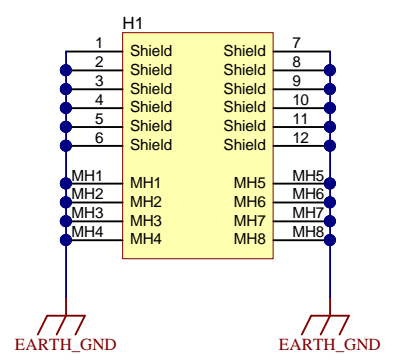 H1
1 Shield Shield 7
2 Shield Shield 8
3 Shield Shield 9
4 Shield Shield 10
5 Shield Shield 11
6 Shield Shield 12
MH1 MH1 MH5 MH5
MH2 MH2 MH6 MH6
MH3 MH3 MH7 MH7
MH4 MH4 MH8 MH8
EARTH_GND EARTH_GND